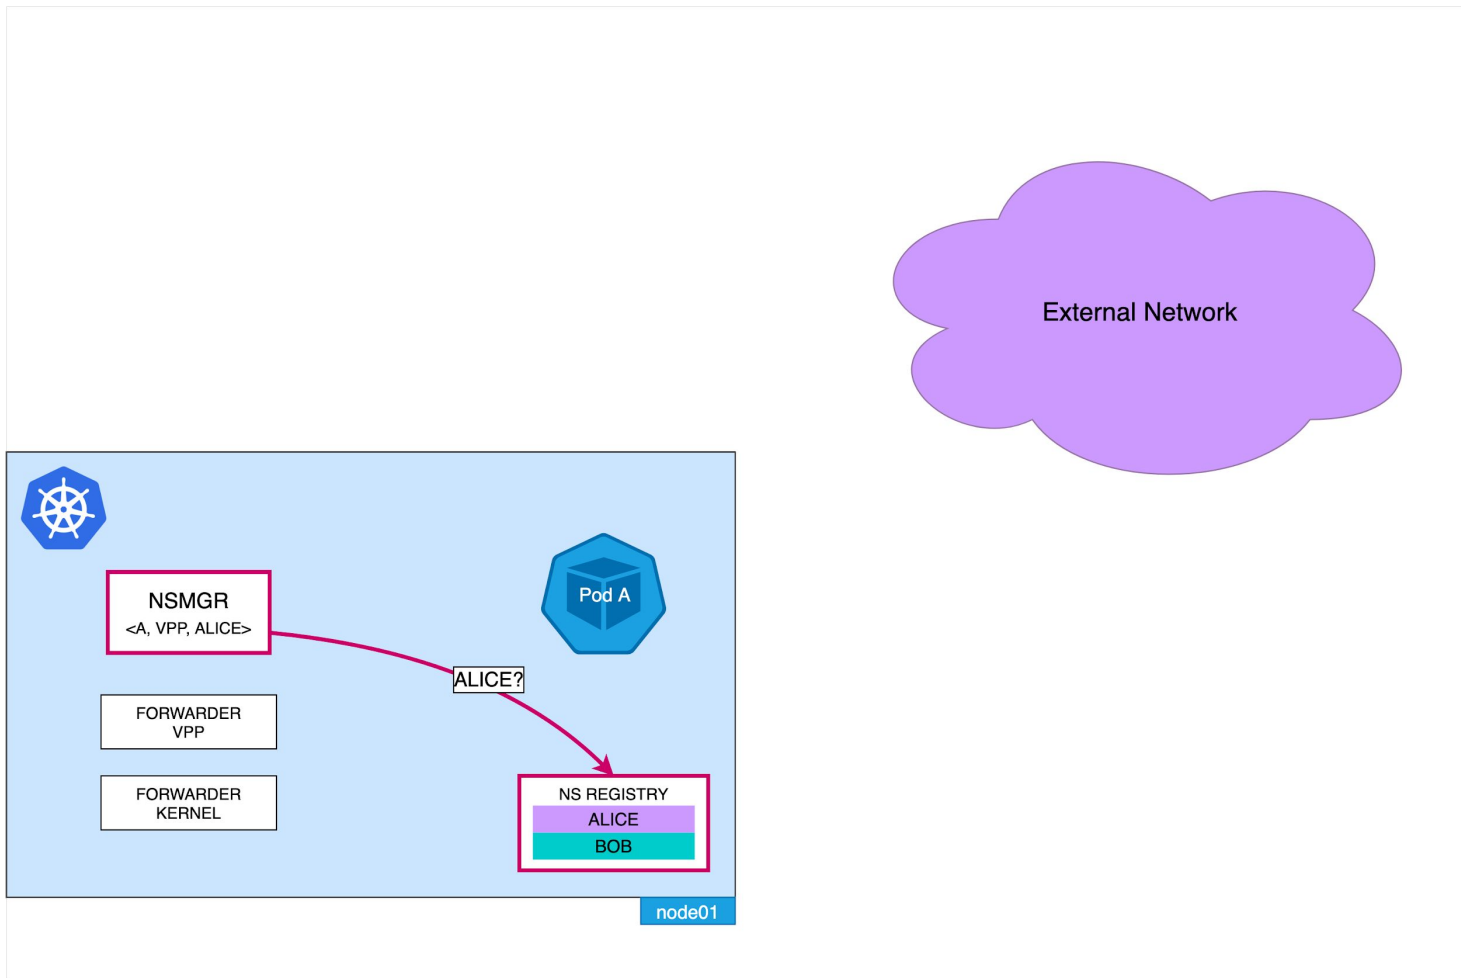 External Network
NSMGR
<A, VPP, ALICE>
Pod A
ALICE?
FORWARDER
VPP
FORWARDER
KERNEL
NS REGISTRY
ALICE
BOB
node01